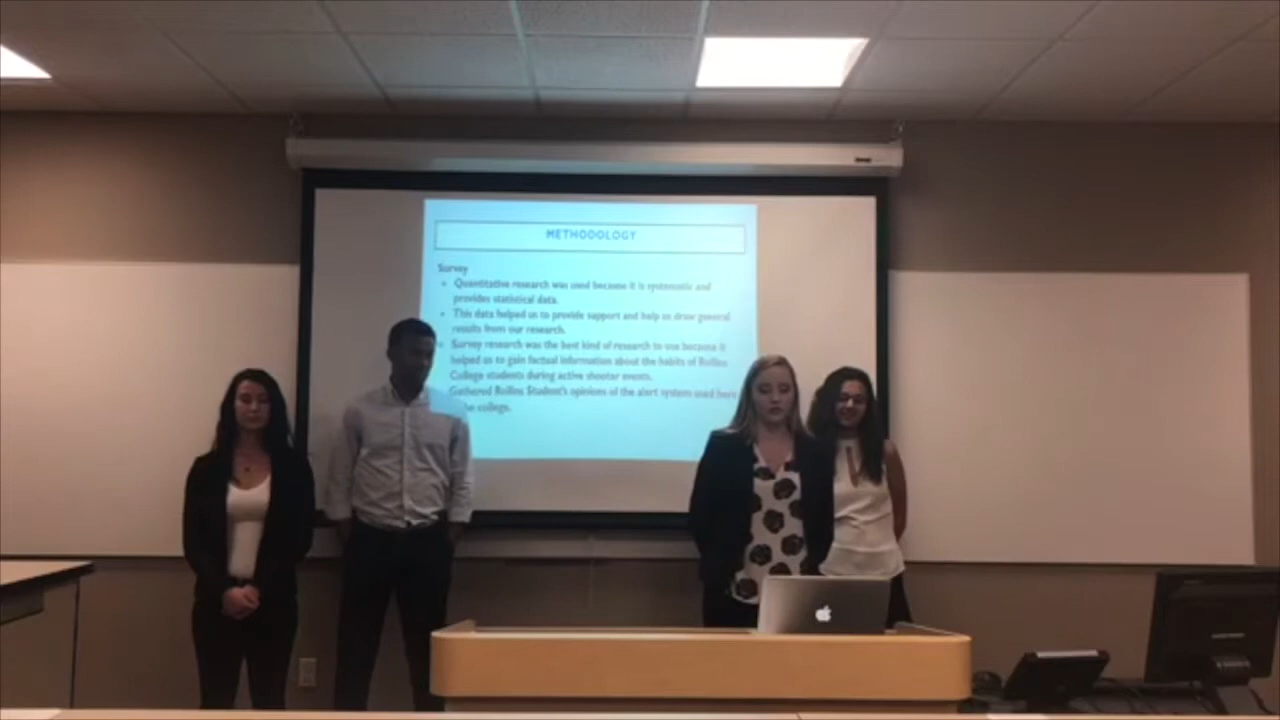 METHODOLOGY
Survey
• Quantitative research was used because it is systematic and
provides statistical data.
• This data helped us to provide support and help us draw general
results from our research.
Survey research was the best kind of research to use because it
helped us to gain factual information about the habits of Rollins
College students during active shooter events.
Gathered Rollins Student's opinions of the alert system used here
he college.